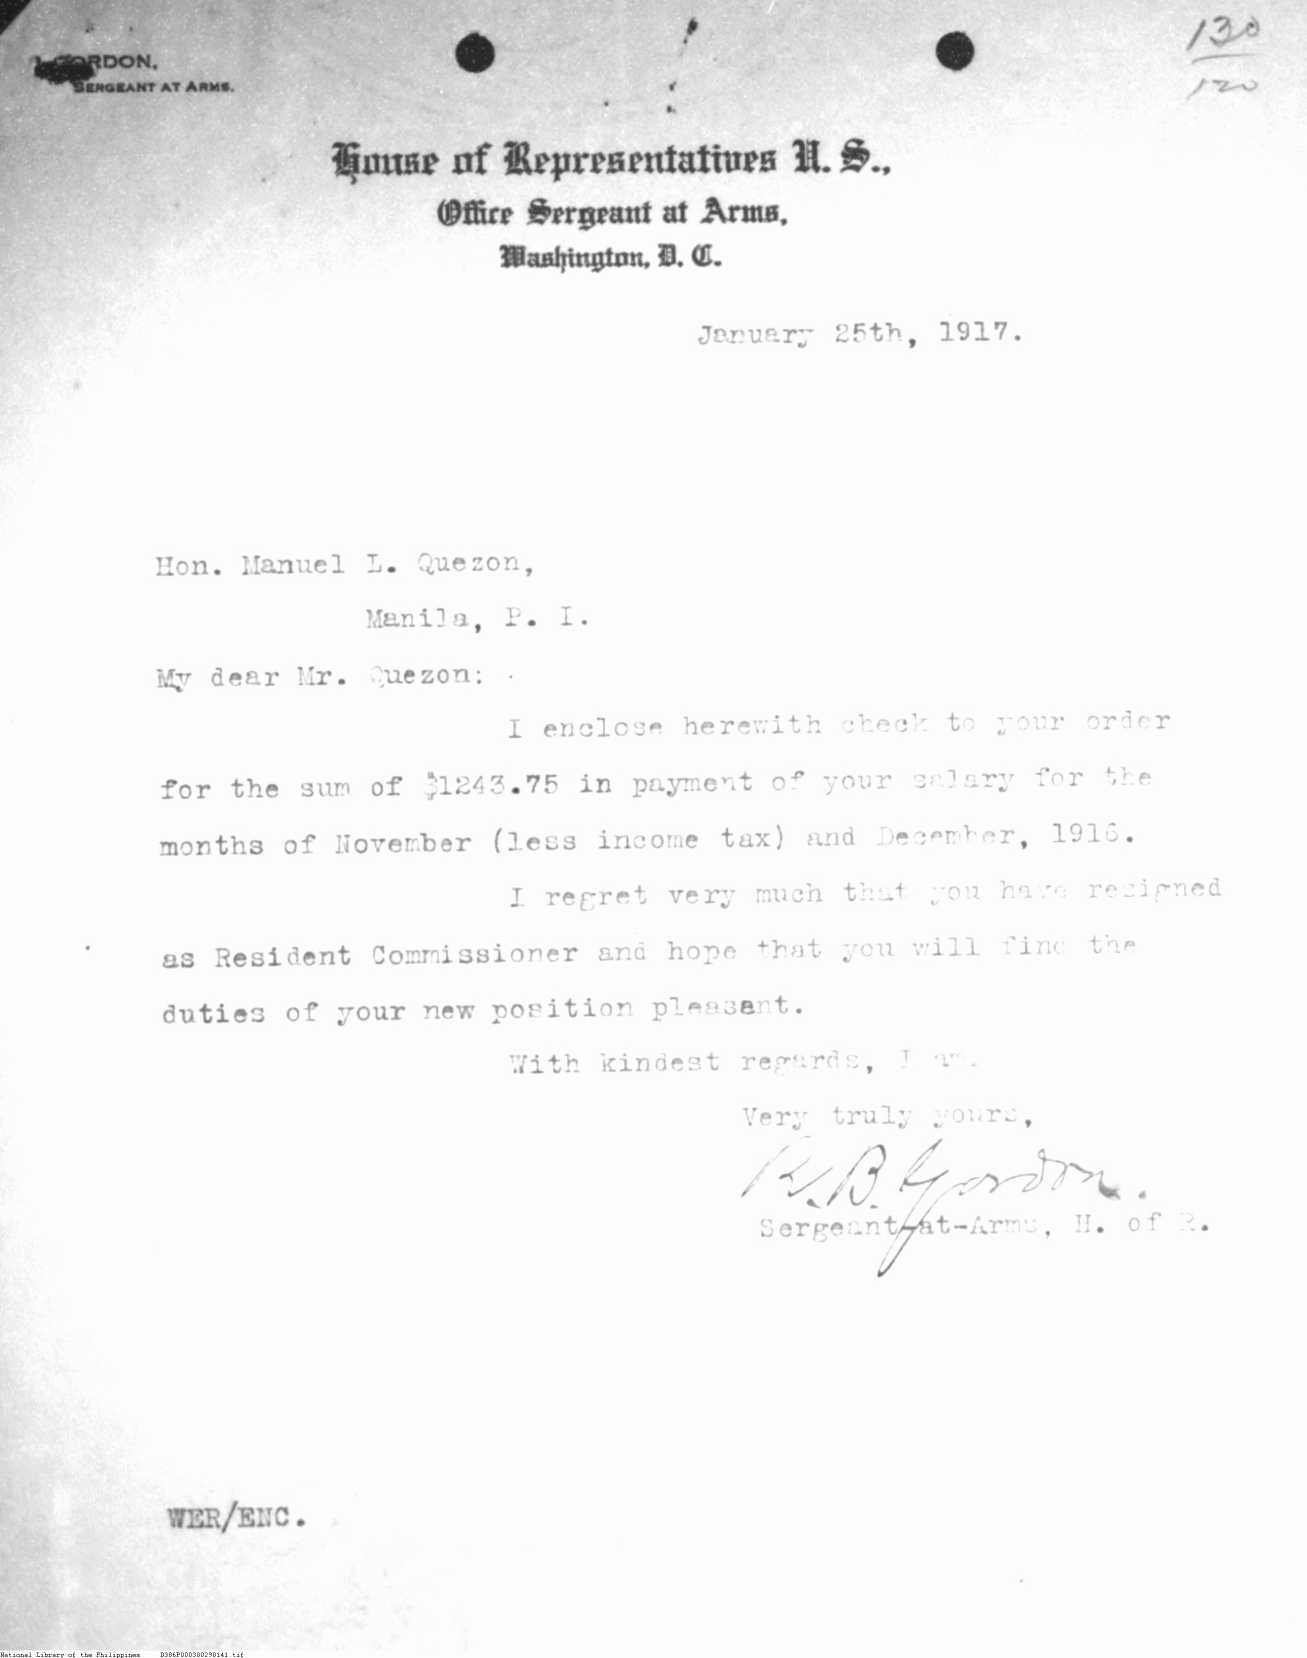 130
120
GORDON,
SERGEANT AT ARMS.
House of Representatives U. S.,
Office Sergeant at Arms,
Washington, D. C.
January 25th, 1917.
Hon. Manuel L. Quezon,
Manila, P. I.
My dear Mr. Quezon:
I enclose herewith check to your order
for the sum of $1243.75 in payment of your salary for the
months of November (less income tax) and December, 1916.
I regret very much that you have resigned
as Resident Commissioner and hope that you will find the
duties of your new position pleasant.
With kindest regards, I am.
Very truly yours,
R. B. Gordon.
Sergeant-at-Arms, H. of R.
WER/ENC.
National Library of the Philippines D386P000300290141.tif